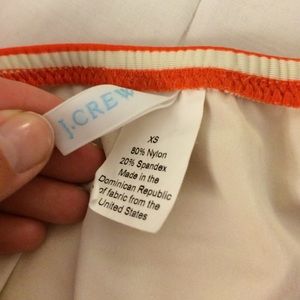 J.CREW
XS
80% Nylon
20% Spandex
Made in the
Dominican Republic
of fabric from the
United States